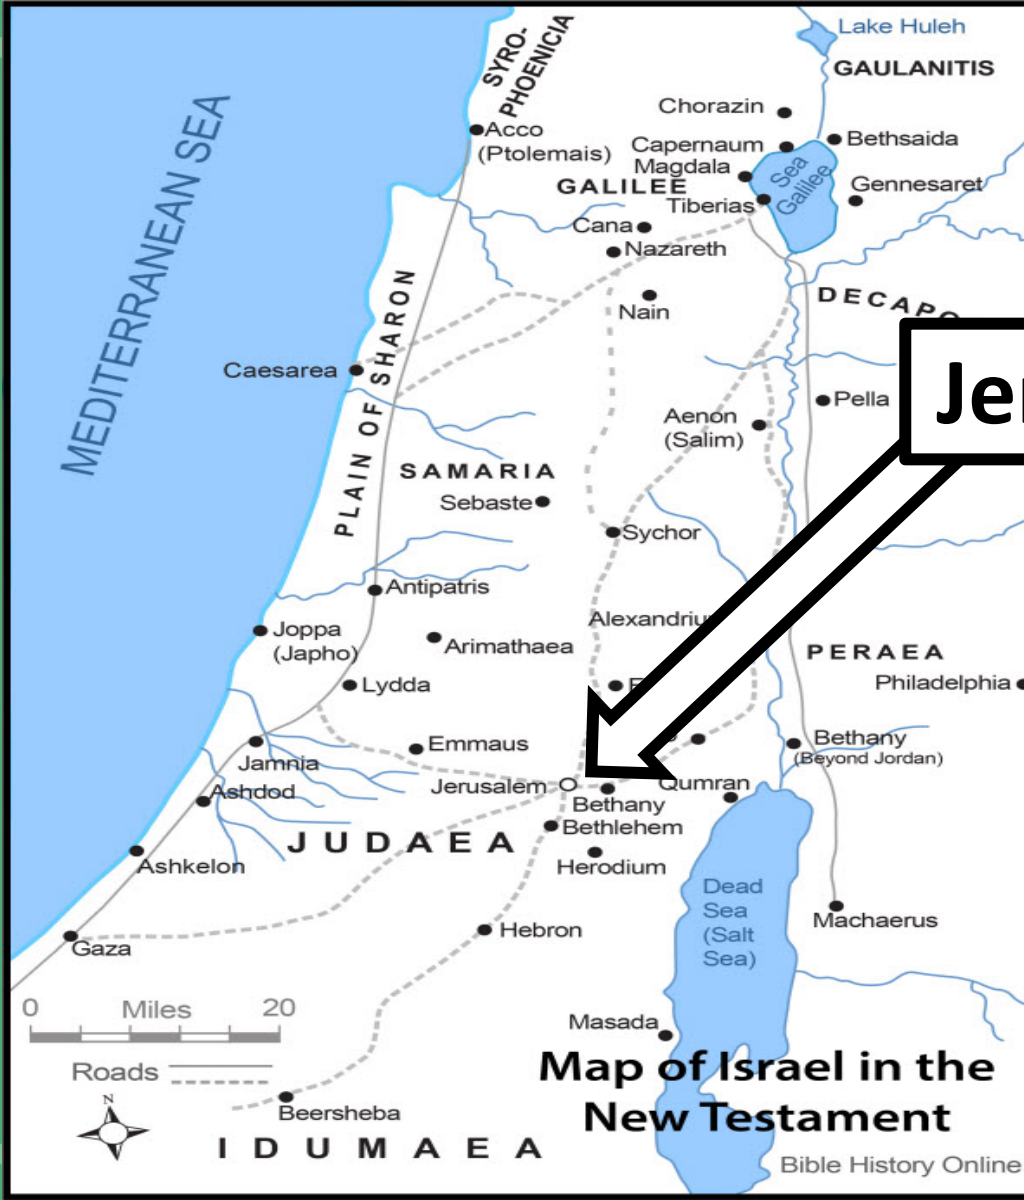 Lake Huleh
SYRO-
PHOENICIA
GAULANITIS
MEDITERRANEAN SEA
Chorazin
Acco
(Ptolemais)
Capernaum
Bethsaida
Magdala
Sea
Galilee
GALILEE
Gennesaret
Tiberias
Cana
Nazareth
Nain
DECAPO
PLAIN OF SHARON
Caesarea
Jer
Pella
Aenon
(Salim)
SAMARIA
Sebaste
Sychor
Antipatris
Alexandriu
Joppa
(Japho)
Arimathaea
PERAEA
Lydda
Philadelphia
Emmaus
Bethany
(Beyond Jordan)
Jamnia
Jerusalem
Qumran
Ashdod
Bethany
Bethlehem
JUDAEA
Ashkelon
Herodium
Dead
Sea
(Salt
Sea)
Machaerus
Hebron
Gaza
0 Miles 20
Masada
Roads
Map of Israel in the
New Testament
N
Beersheba
IDUMAEA
Bible History Online